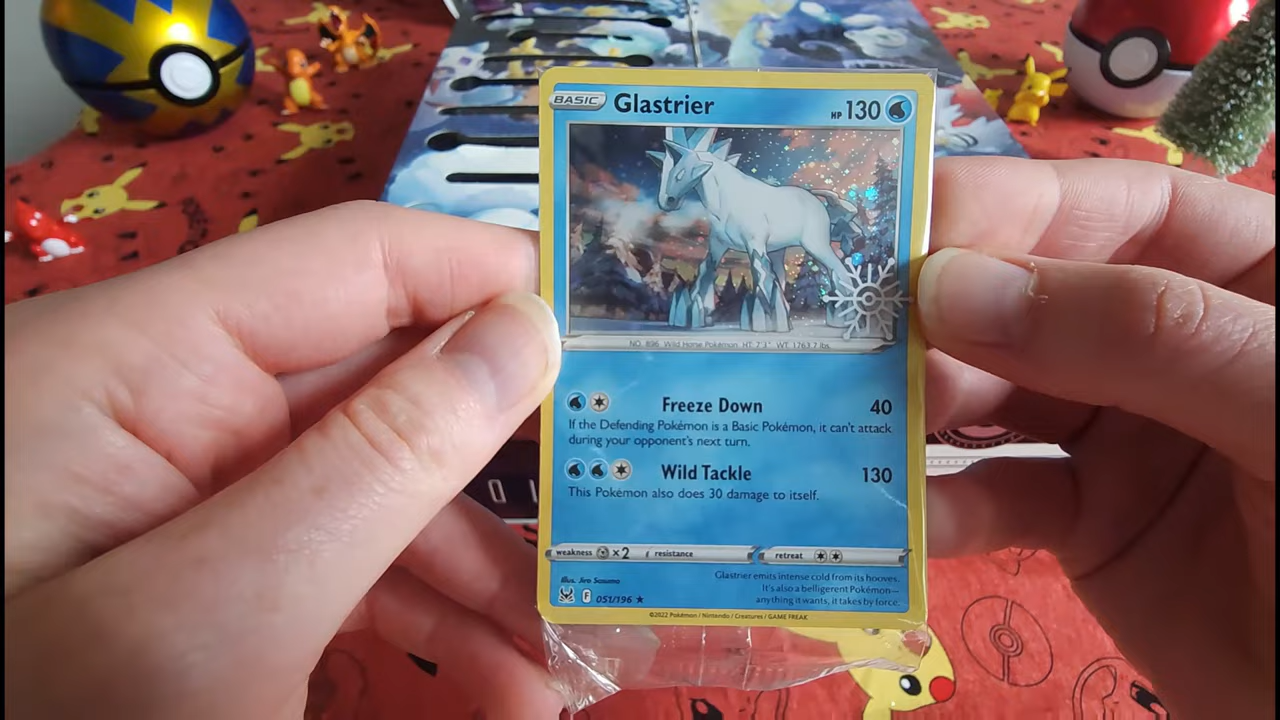 BASIC Glastrier HP 130
NO. 896 Wild Horse Pokémon HT: 7'3" WT: 1763.7 lbs.
Freeze Down 40
If the Defending Pokémon is a Basic Pokémon, it can't attack
during your opponent's next turn.
Wild Tackle 130
This Pokémon also does 30 damage to itself.
weakness ×2 resistance retreat
Illus. Jiro Sasumo
Glastrier emits intense cold from its hooves.
It's also a belligerent Pokémon—
anything it wants, it takes by force.
F 051/196 ★
©2022 Pokémon / Nintendo / Creatures / GAME FREAK